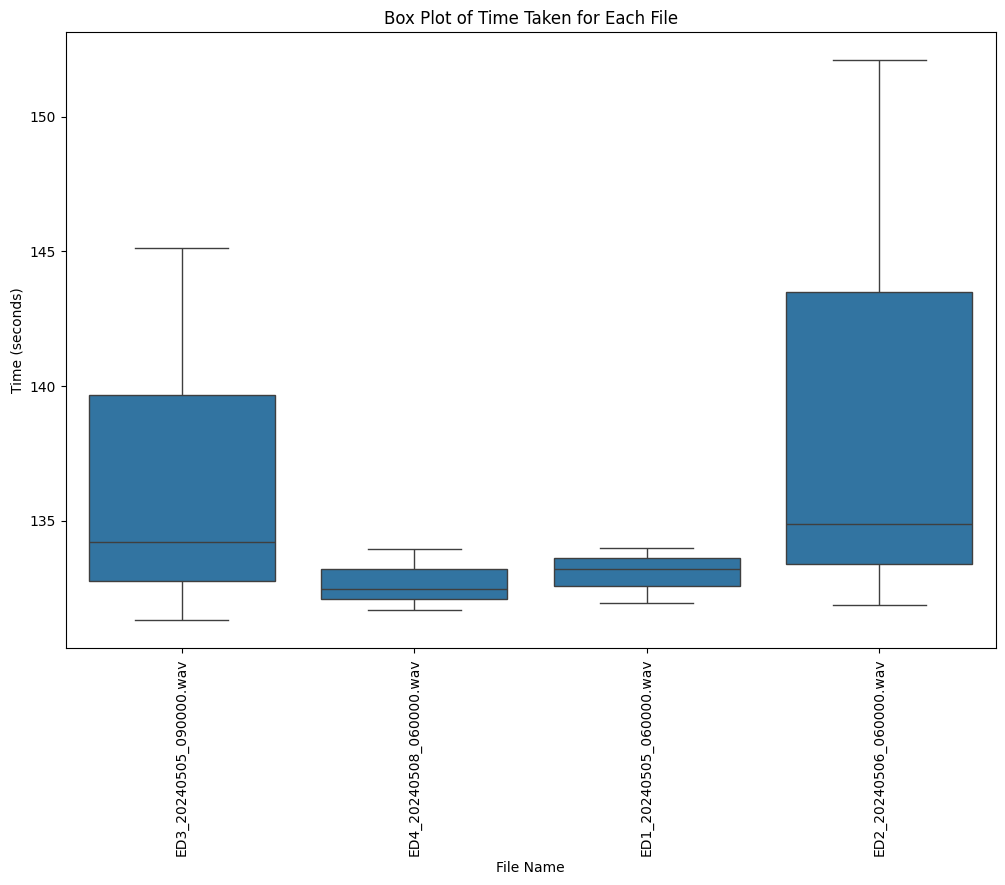 Box Plot of Time Taken for Each File
150
145
140
135
Time (seconds)
ED3_20240505_090000.wav
ED4_20240508_060000.wav
ED1_20240505_060000.wav
ED2_20240506_060000.wav
File Name